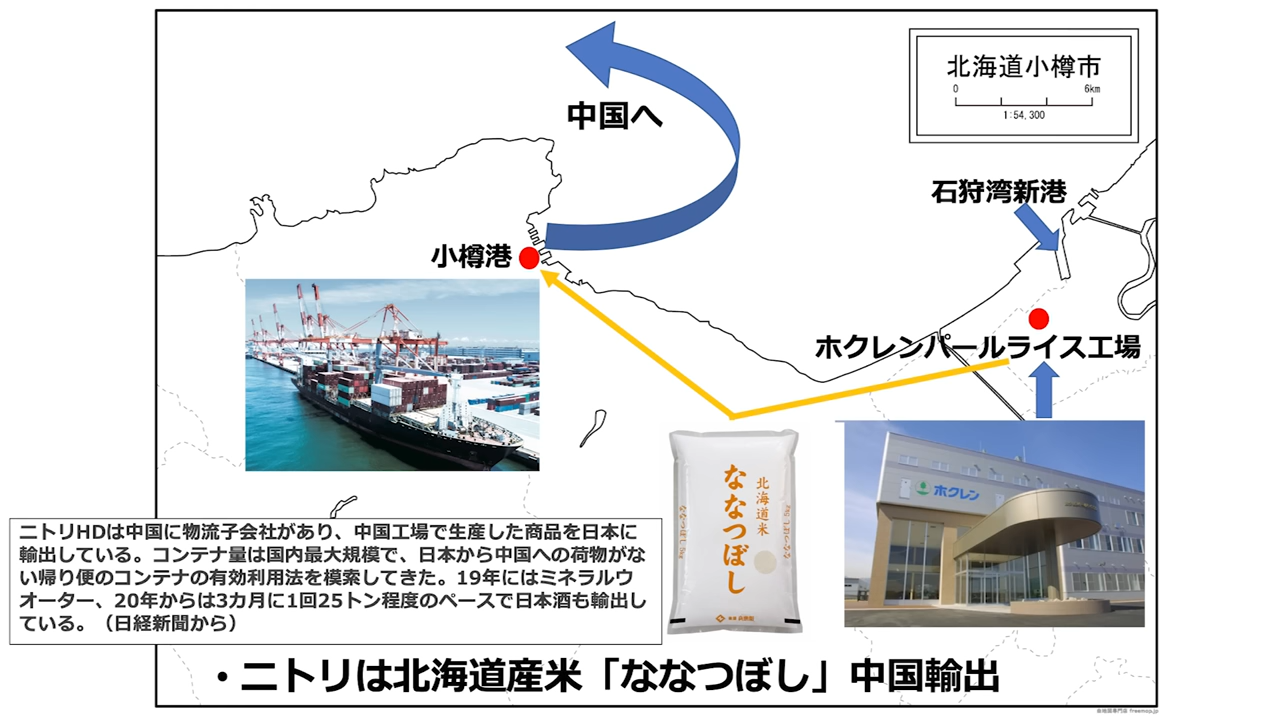 北海道小樽市
0 6km
1:54,300
中国へ
石狩湾新港
小樽港
ホクレンパールライス工場
ホクレン
北海道米
ななつぼし
ニトリHDは中国に物流子会社があり、中国工場で生産した商品を日本に
輸出している。コンテナ量は国内最大規模で、日本から中国への荷物がな
い帰り便のコンテナの有効利用法を模索してきた。19年にはミネラルウ
オーター、20年からは3カ月に1回25トン程度のペースで日本酒も輸出し
ている。（日経新聞から）
・ニトリは北海道産米「ななつぼし」中国輸出